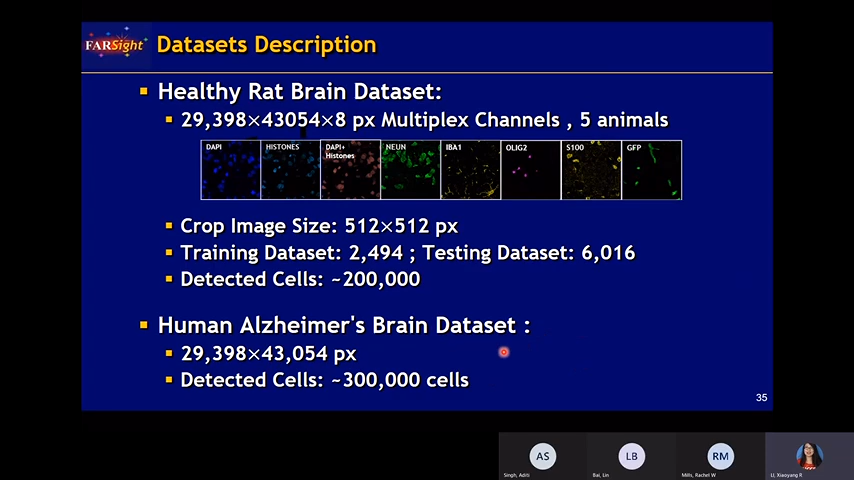 FARSight
Datasets Description
Healthy Rat Brain Dataset:
29,398×43054×8 px Multiplex Channels , 5 animals
DAPI
HISTONES
DAPI+
Histones
NEUN
IBA1
OLIG2
S100
GFP
Crop Image Size: 512×512 px
Training Dataset: 2,494 ; Testing Dataset: 6,016
Detected Cells: ~200,000
Human Alzheimer's Brain Dataset :
29,398×43,054 px
Detected Cells: ~300,000 cells
35
AS
LB
RM
Singh, Aditi
Bai, Lin
Mills, Rachel W
LI, Xiaoyang R